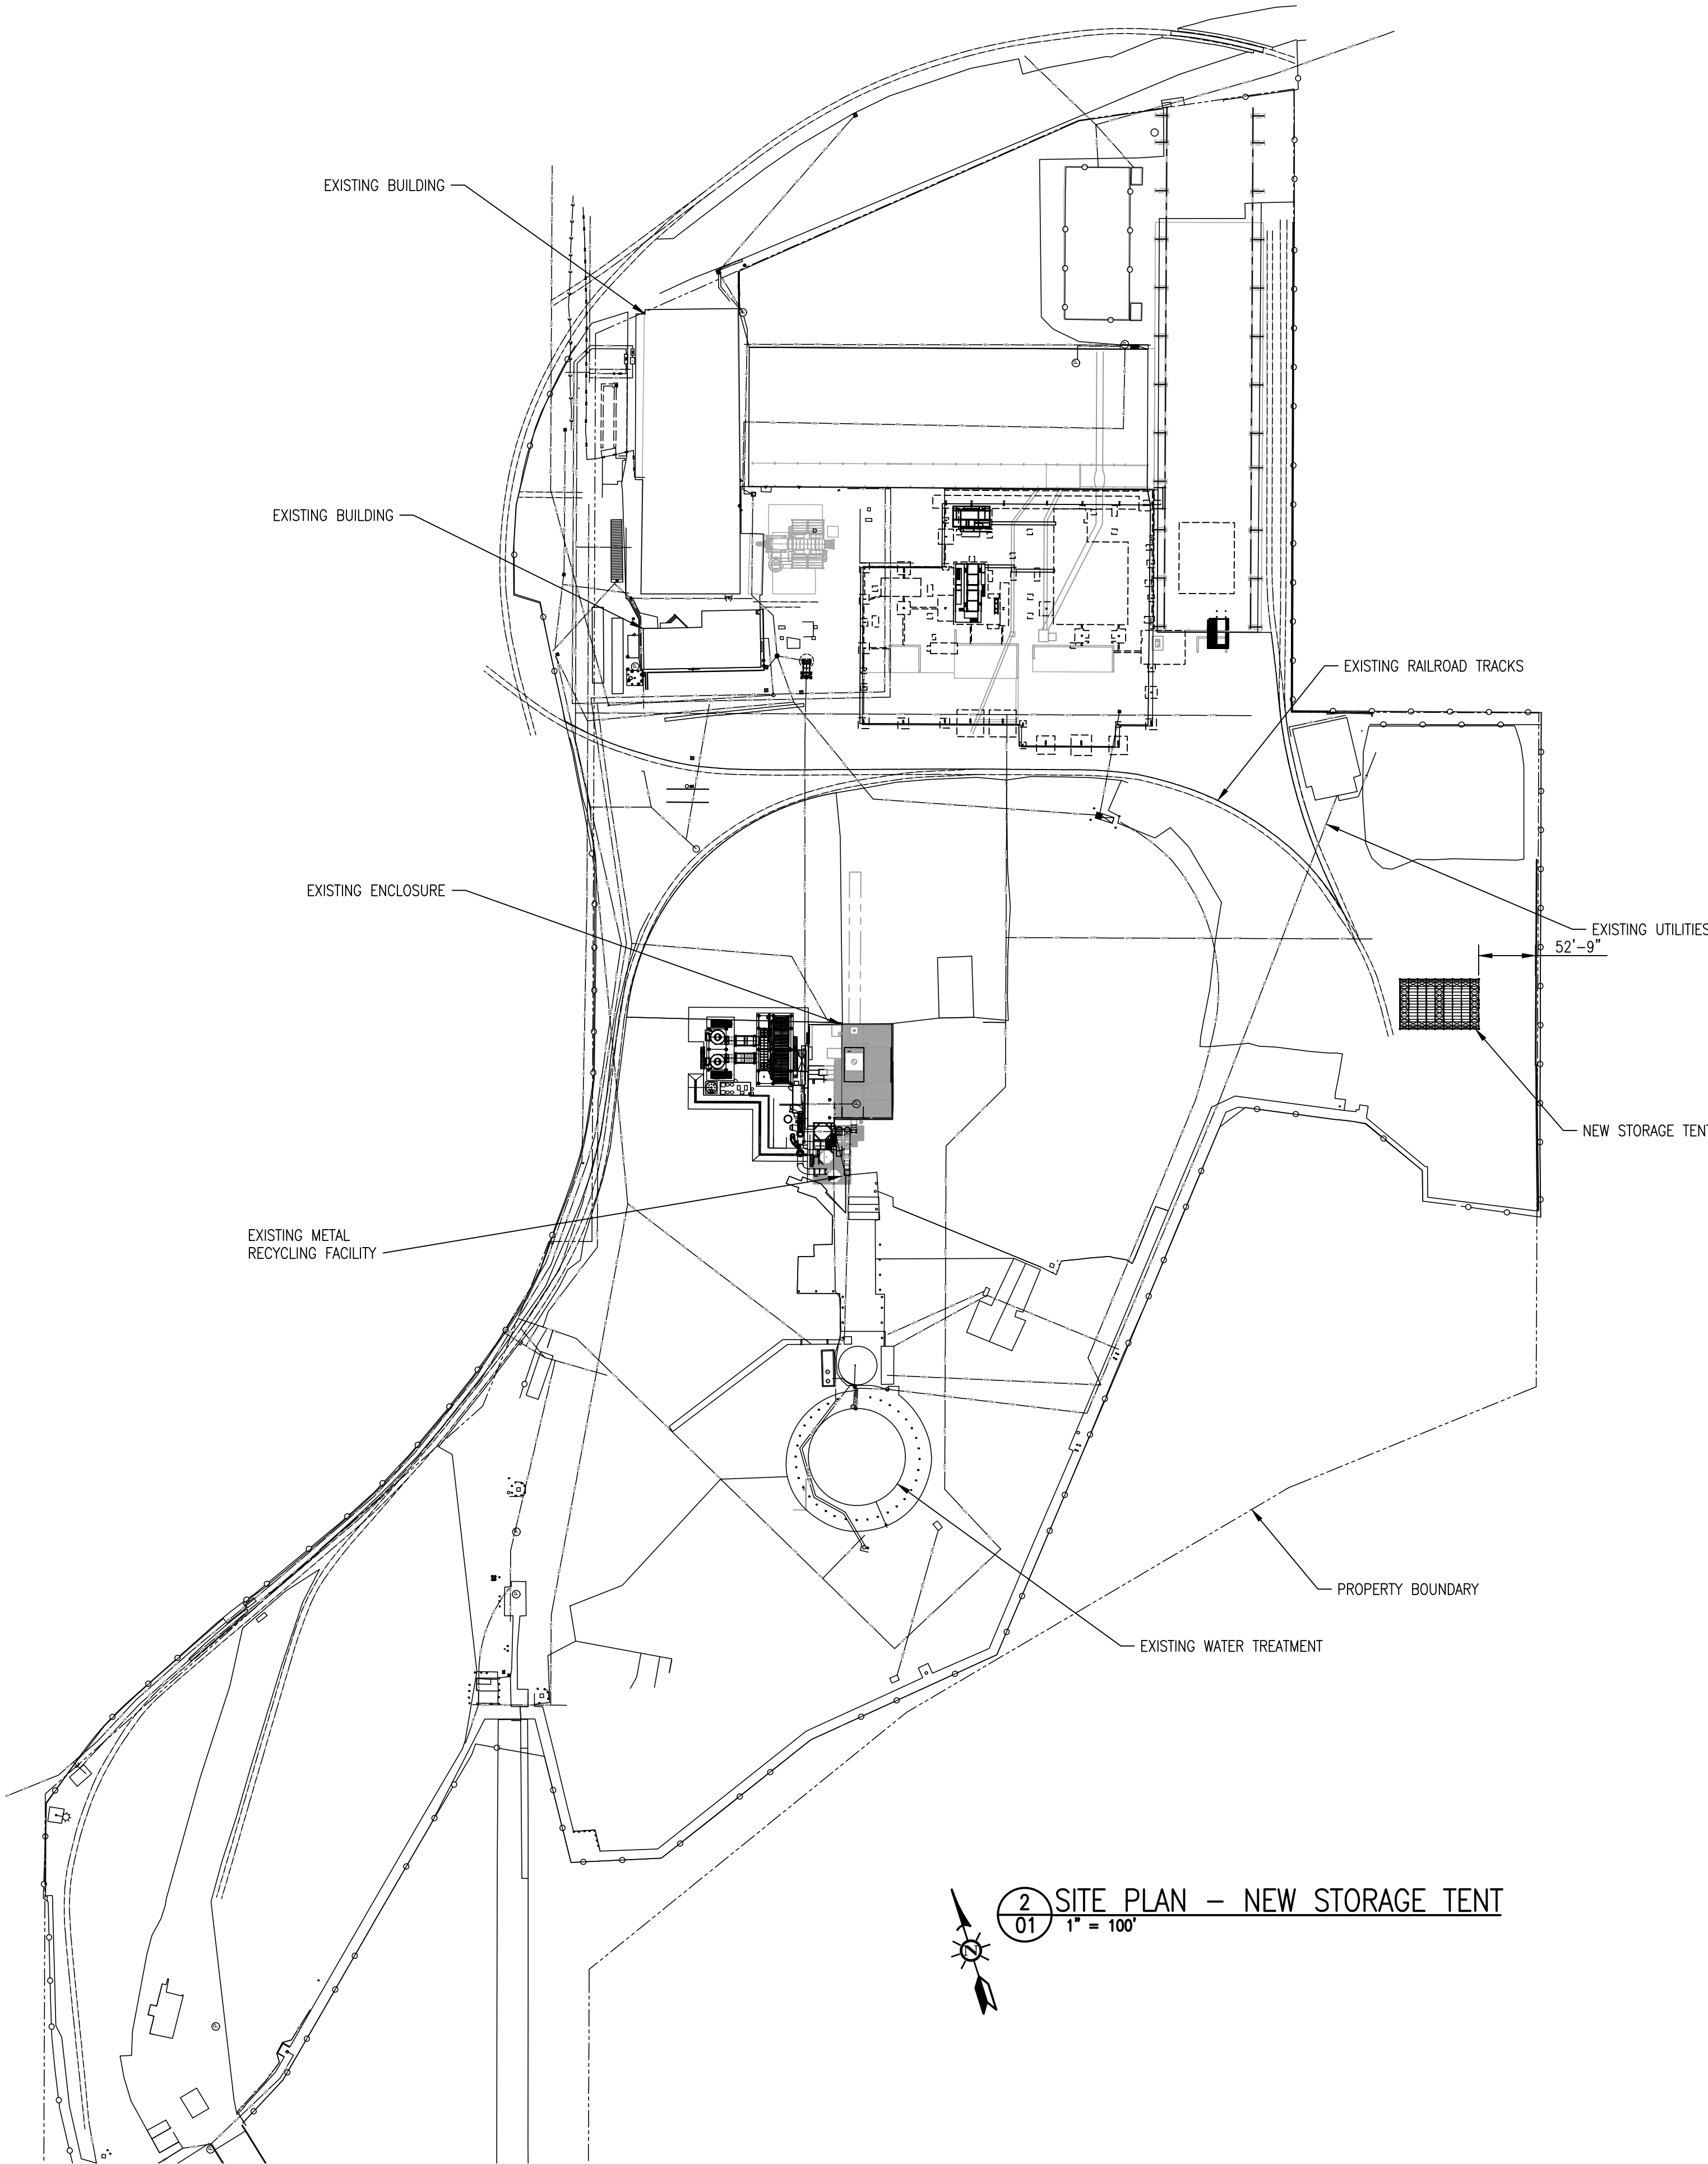 EXISTING BUILDING
EXISTING BUILDING
EXISTING RAILROAD TRACKS
EXISTING ENCLOSURE
EXISTING UTILITIES
52'-9"
NEW STORAGE TENT
EXISTING METAL
RECYCLING FACILITY
PROPERTY BOUNDARY
EXISTING WATER TREATMENT
2
01
SITE PLAN - NEW STORAGE TENT
1" = 100'
N